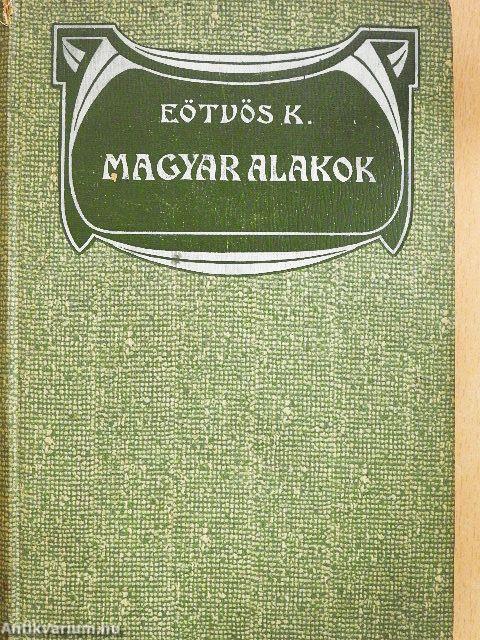 EÖTVÖS K.
MAGYAR ALAKOK
Antikvarium.hu